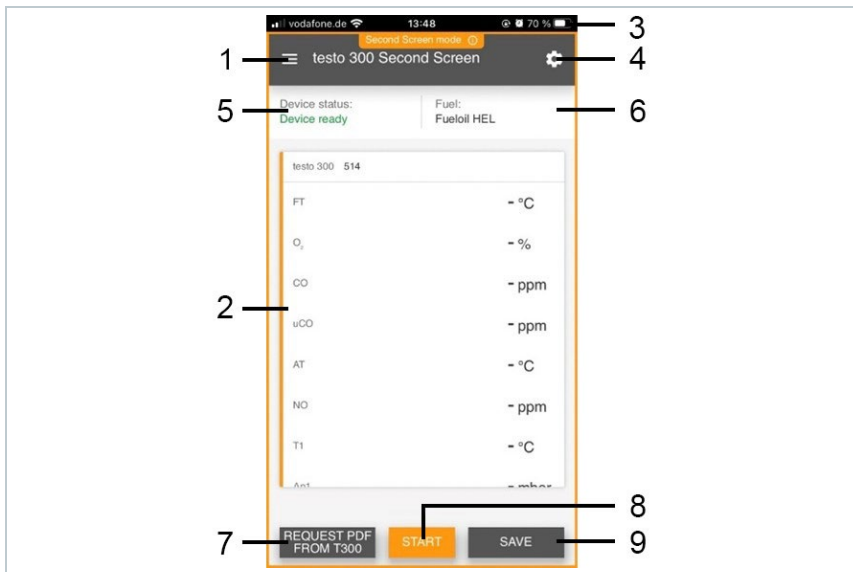 vodafone.de 13:48 70 % 3
Second Screen mode
1 testo 300 Second Screen 4
5 Device status: Fuel: 6
Device ready Fueloil HEL
testo 300 514
FT - °C
O₂ - %
CO - ppm
2
uCO - ppm
AT - °C
NO - ppm
T1 - °C
Δp1 - mbar
8
7 REQUEST PDF FROM T300 START SAVE 9